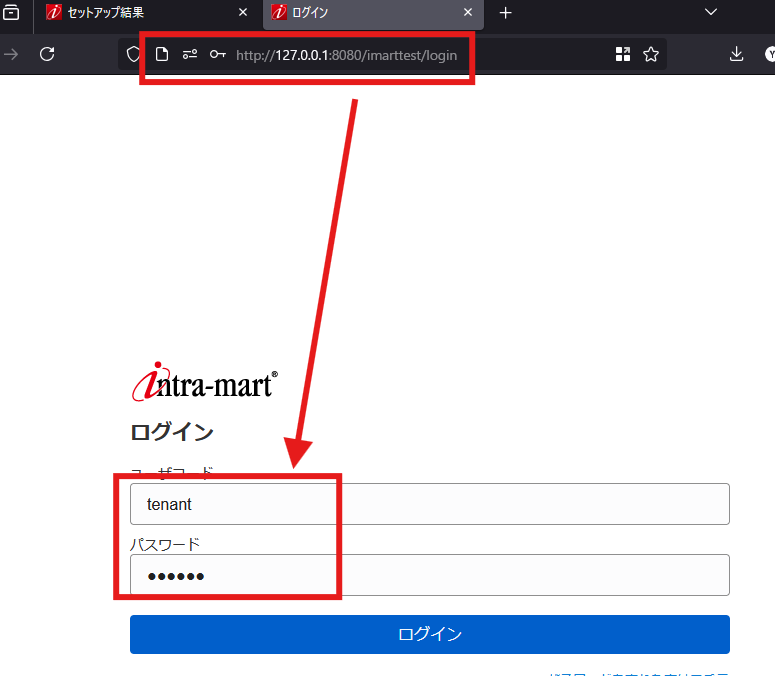 セットアップ結果
ログイン
http://127.0.0.1:8080/imarttest/login
intra-mart®
ログイン
ユーザコード
tenant
パスワード
●●●●●●
ログイン